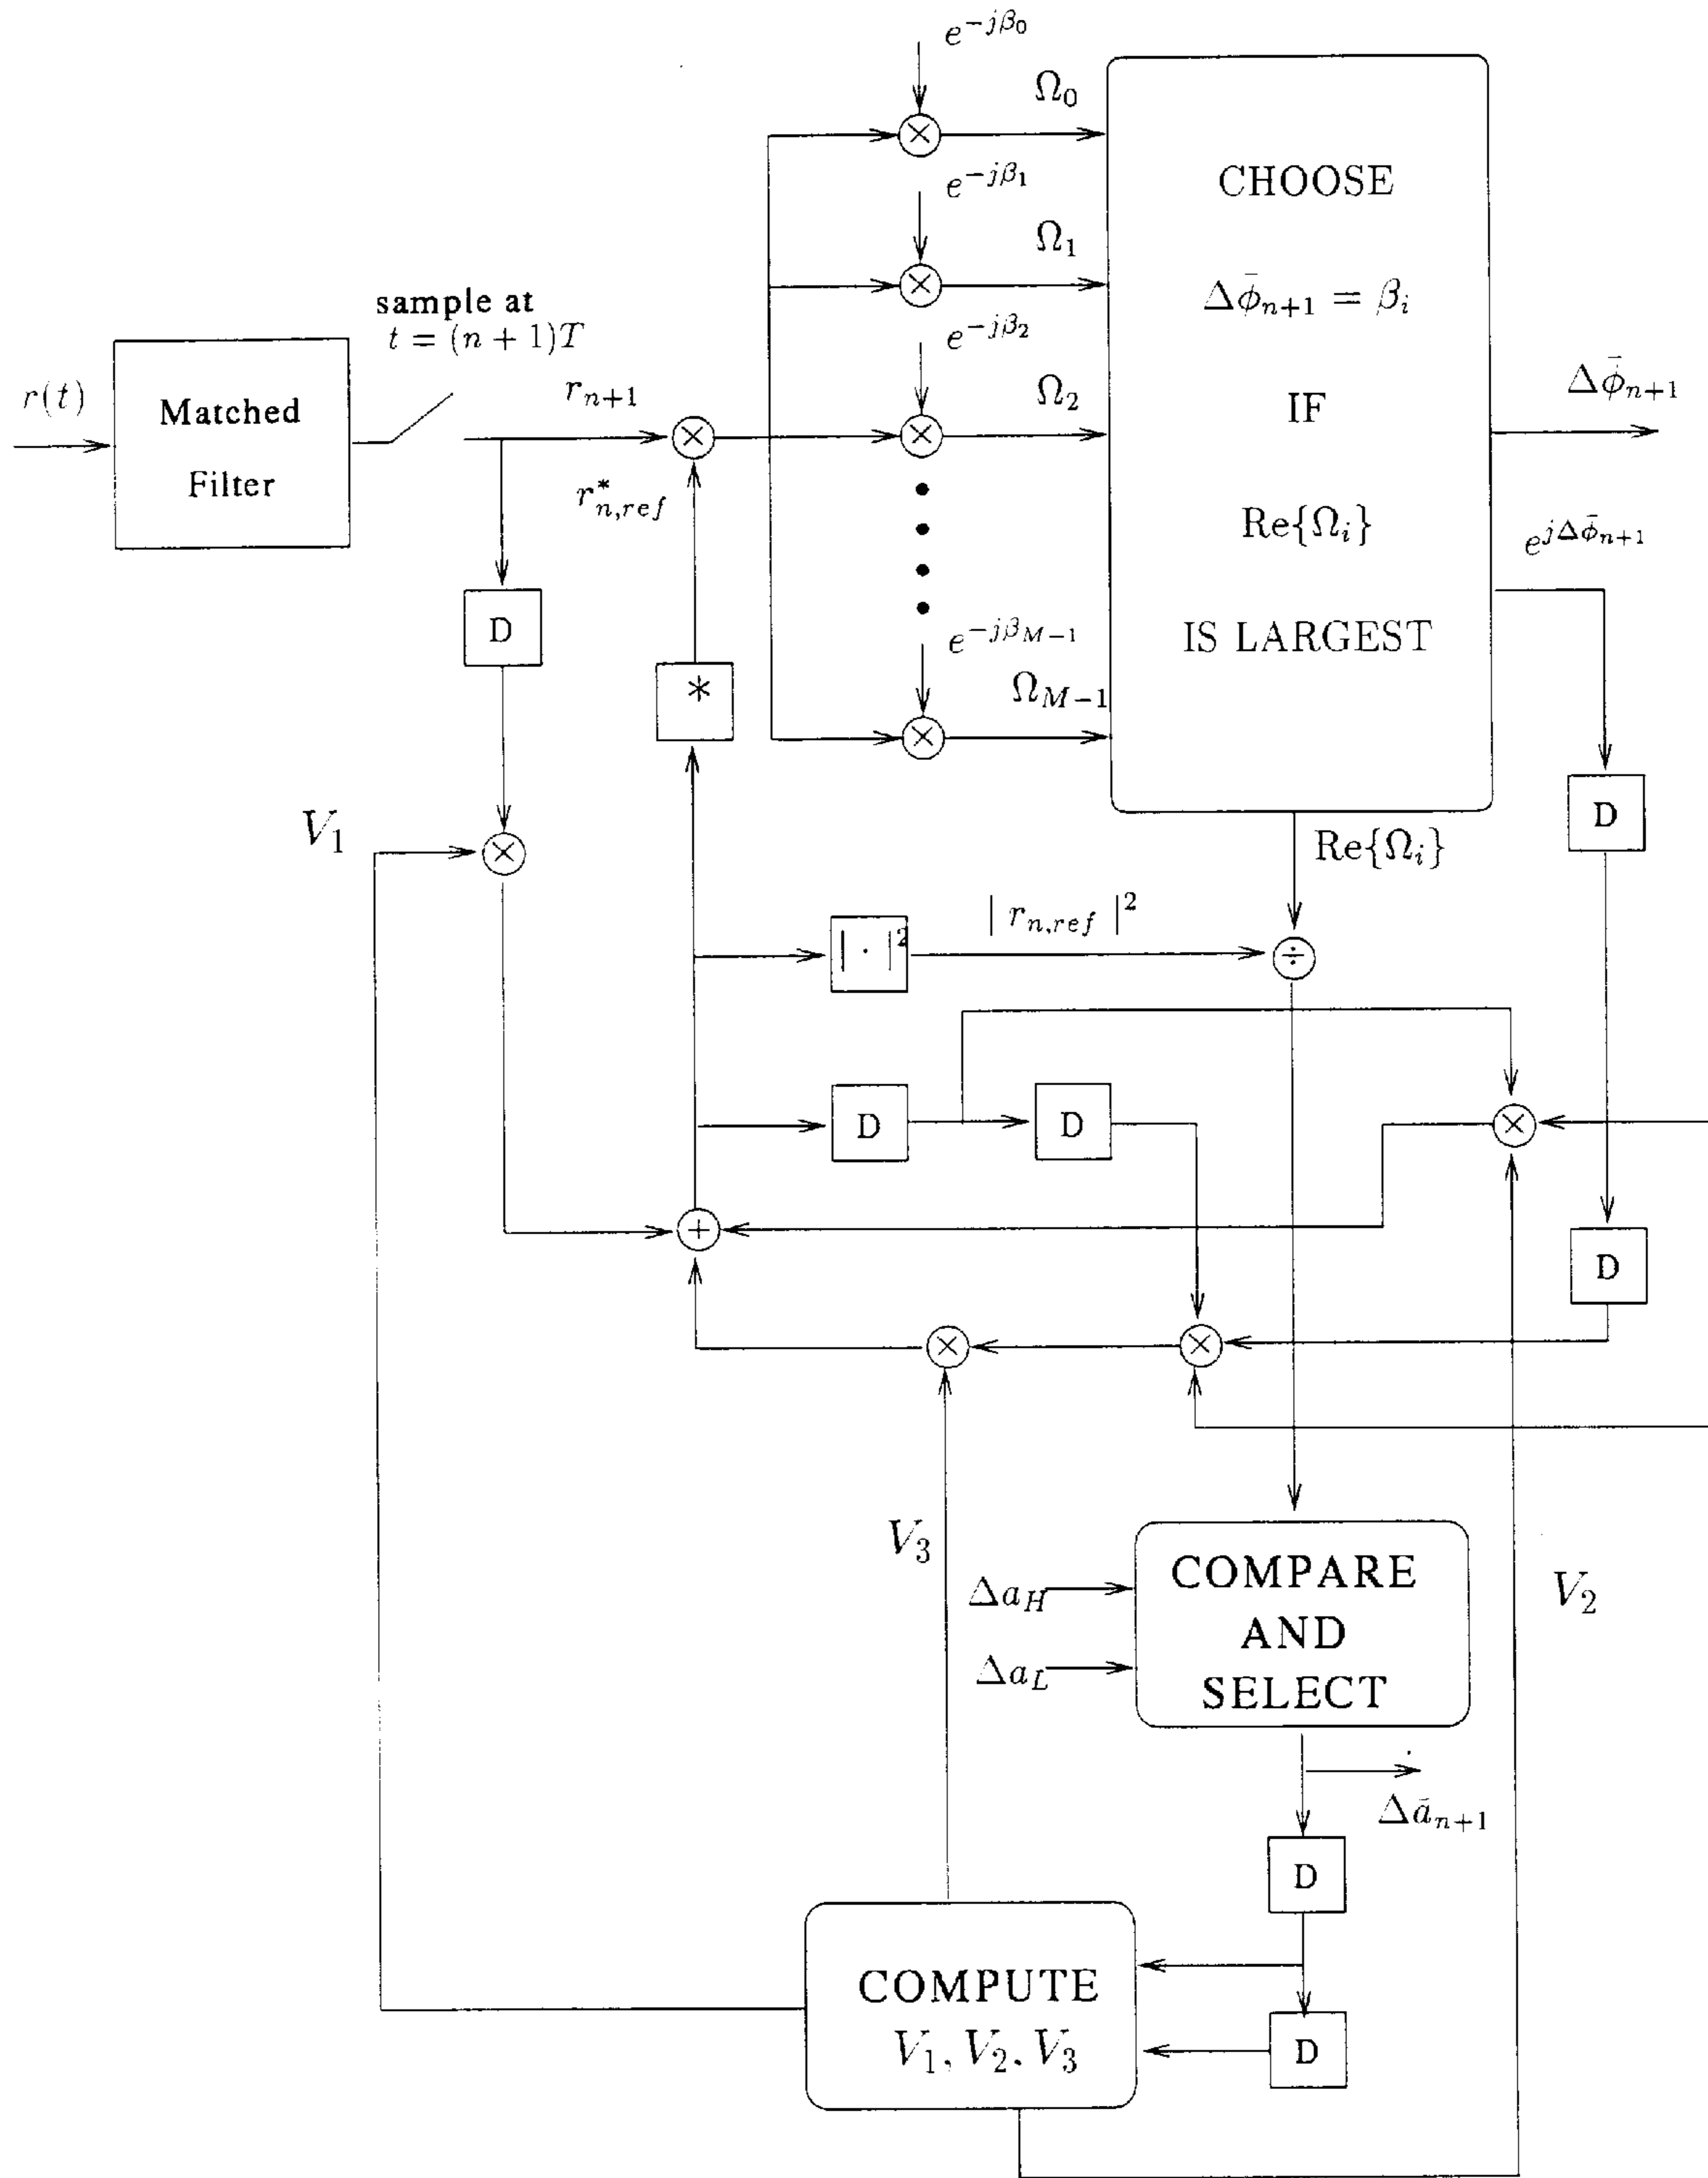 e^{-jβ_0}
Ω_0
e^{-jβ_1}
Ω_1
e^{-jβ_2}
Ω_2
e^{-jβ_{M-1}}
Ω_{M-1}
CHOOSE
Δφ̄_{n+1} = β_i
IF
Re{Ω_i}
IS LARGEST
r(t)
Matched
Filter
sample at
t = (n + 1)T
r_{n+1}
r^*_{n,ref}
Δφ̄_{n+1}
e^{jΔφ̄_{n+1}}
D
*
D
V_1
Re{Ω_i}
| · |^2
| r_{n,ref} |^2
÷
D
D
+
D
V_3
V_2
Δa_H
Δa_L
COMPARE
AND
SELECT
Δā_{n+1}
D
D
COMPUTE
V_1, V_2, V_3